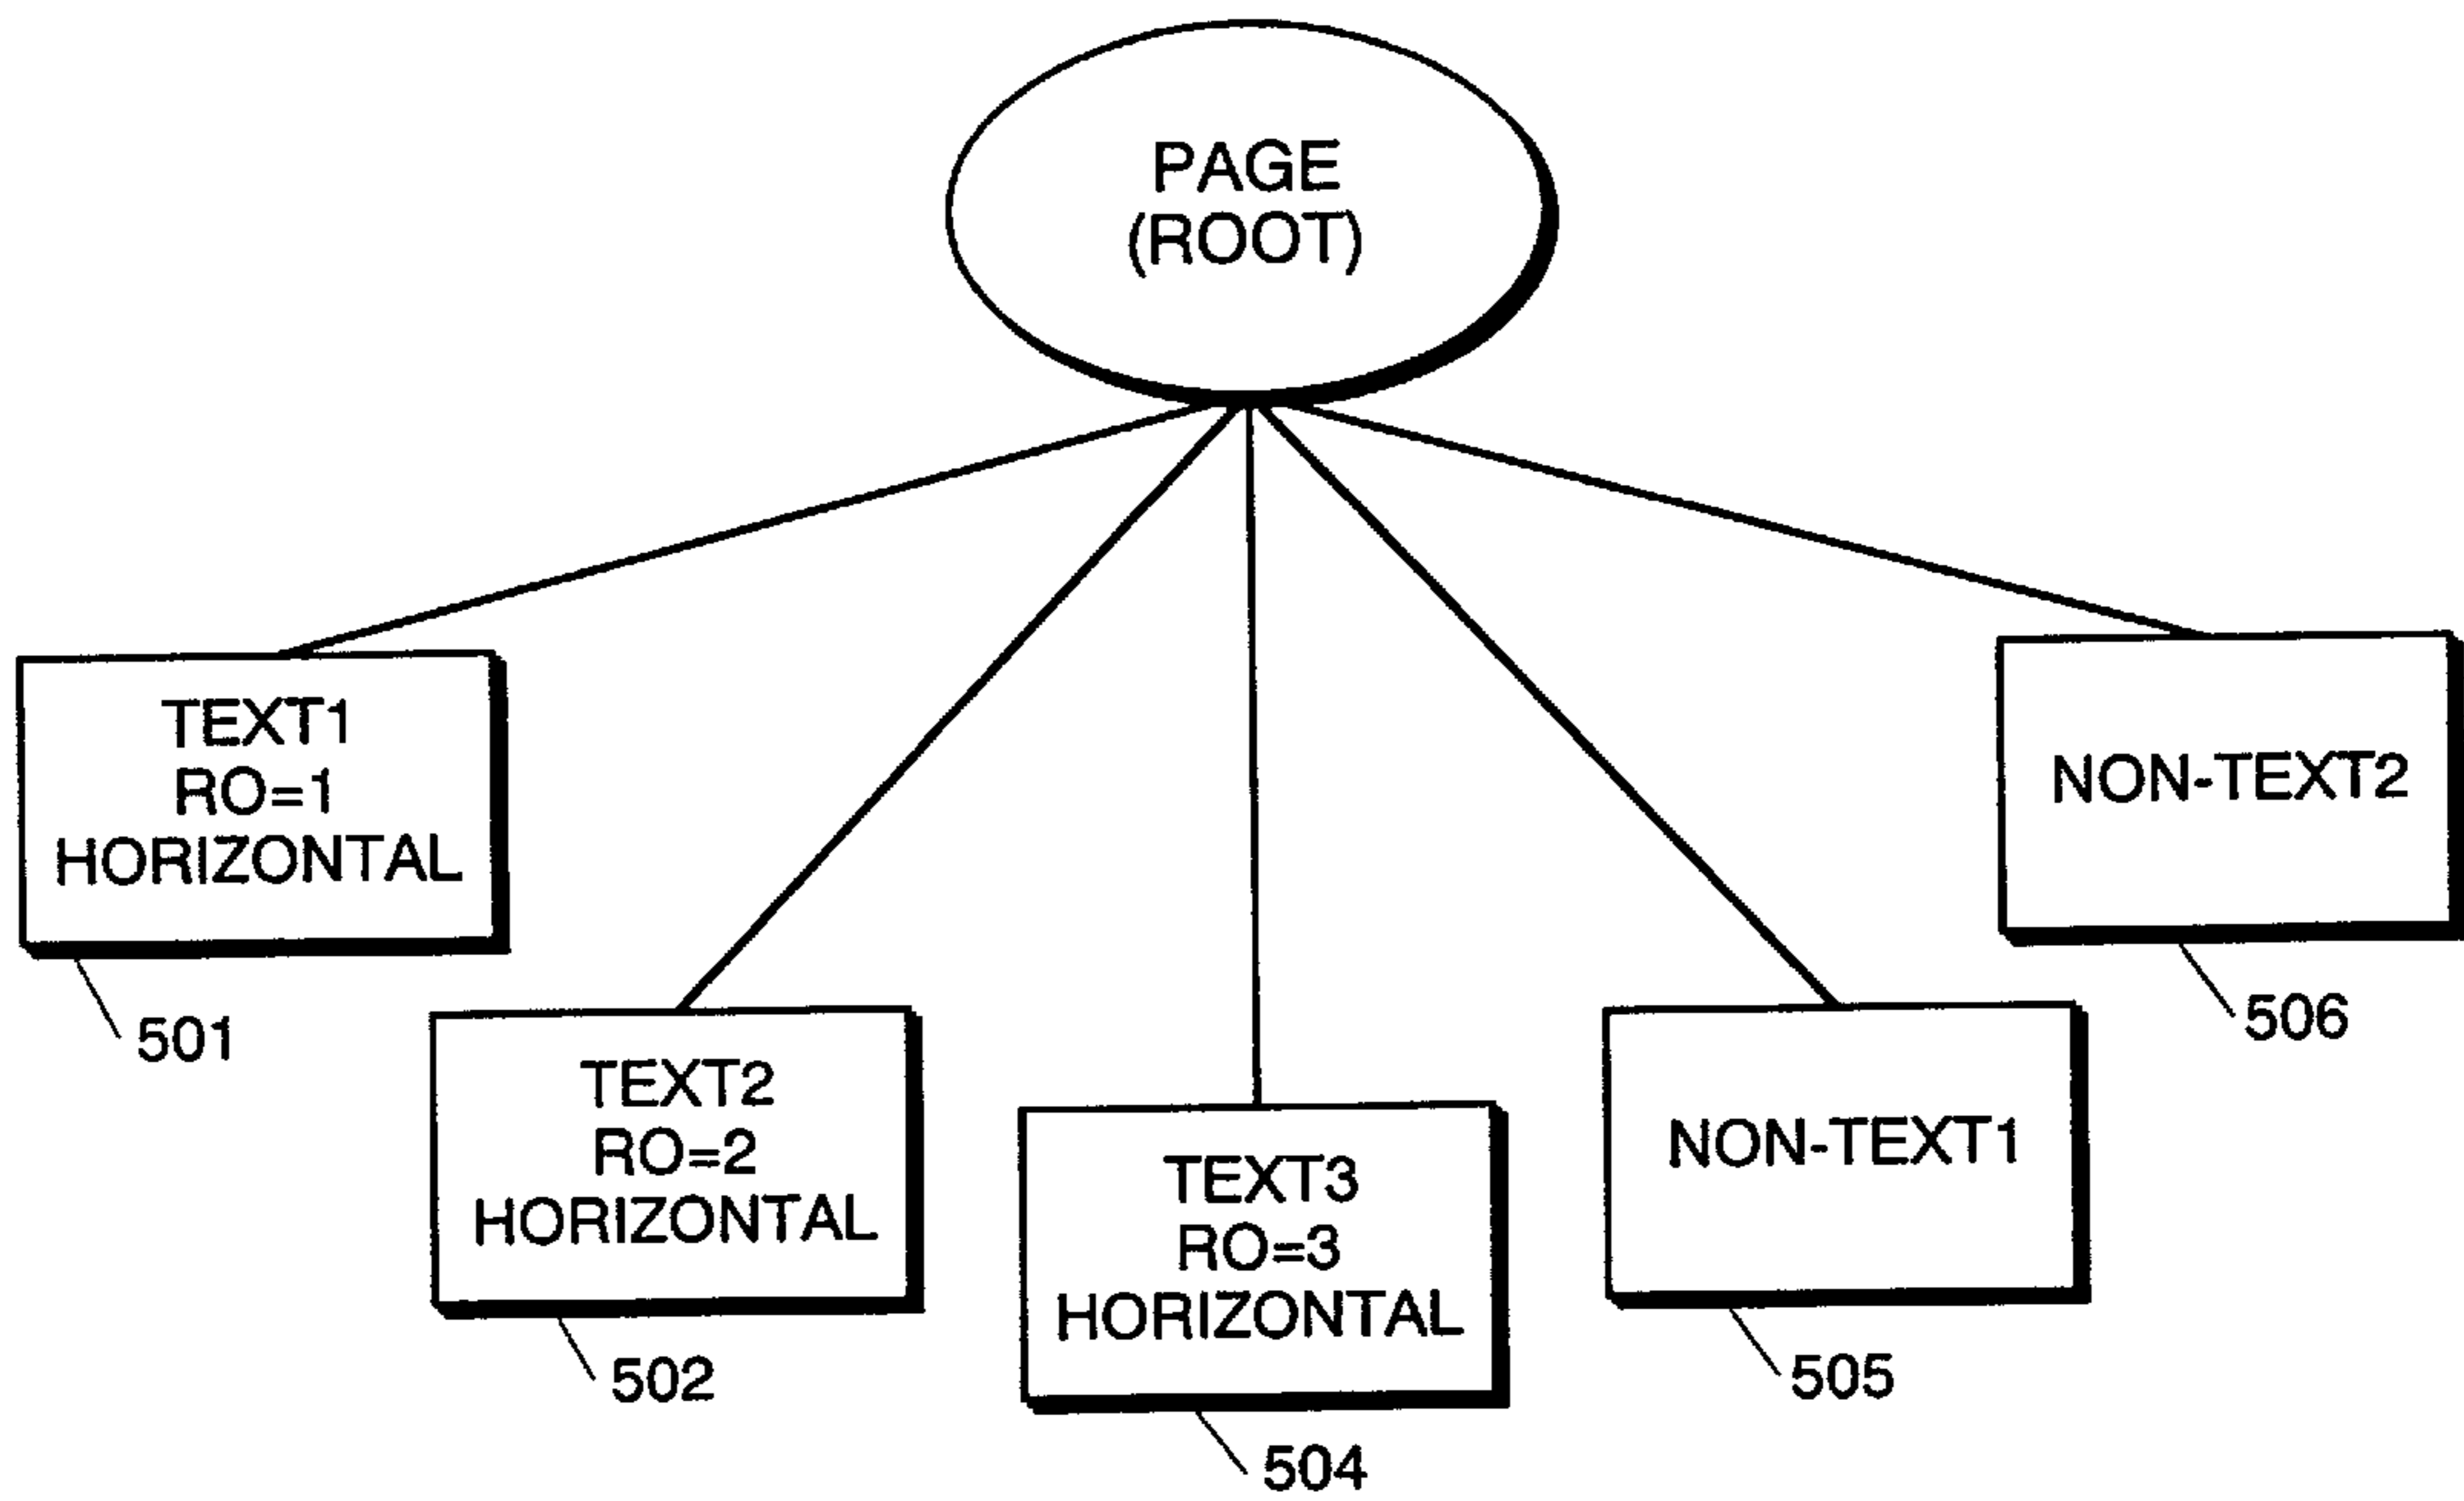 PAGE
(ROOT)
TEXT1
RO=1
HORIZONTAL
501
TEXT2
RO=2
HORIZONTAL
502
TEXT3
RO=3
HORIZONTAL
504
NON-TEXT1
505
NON-TEXT2
506